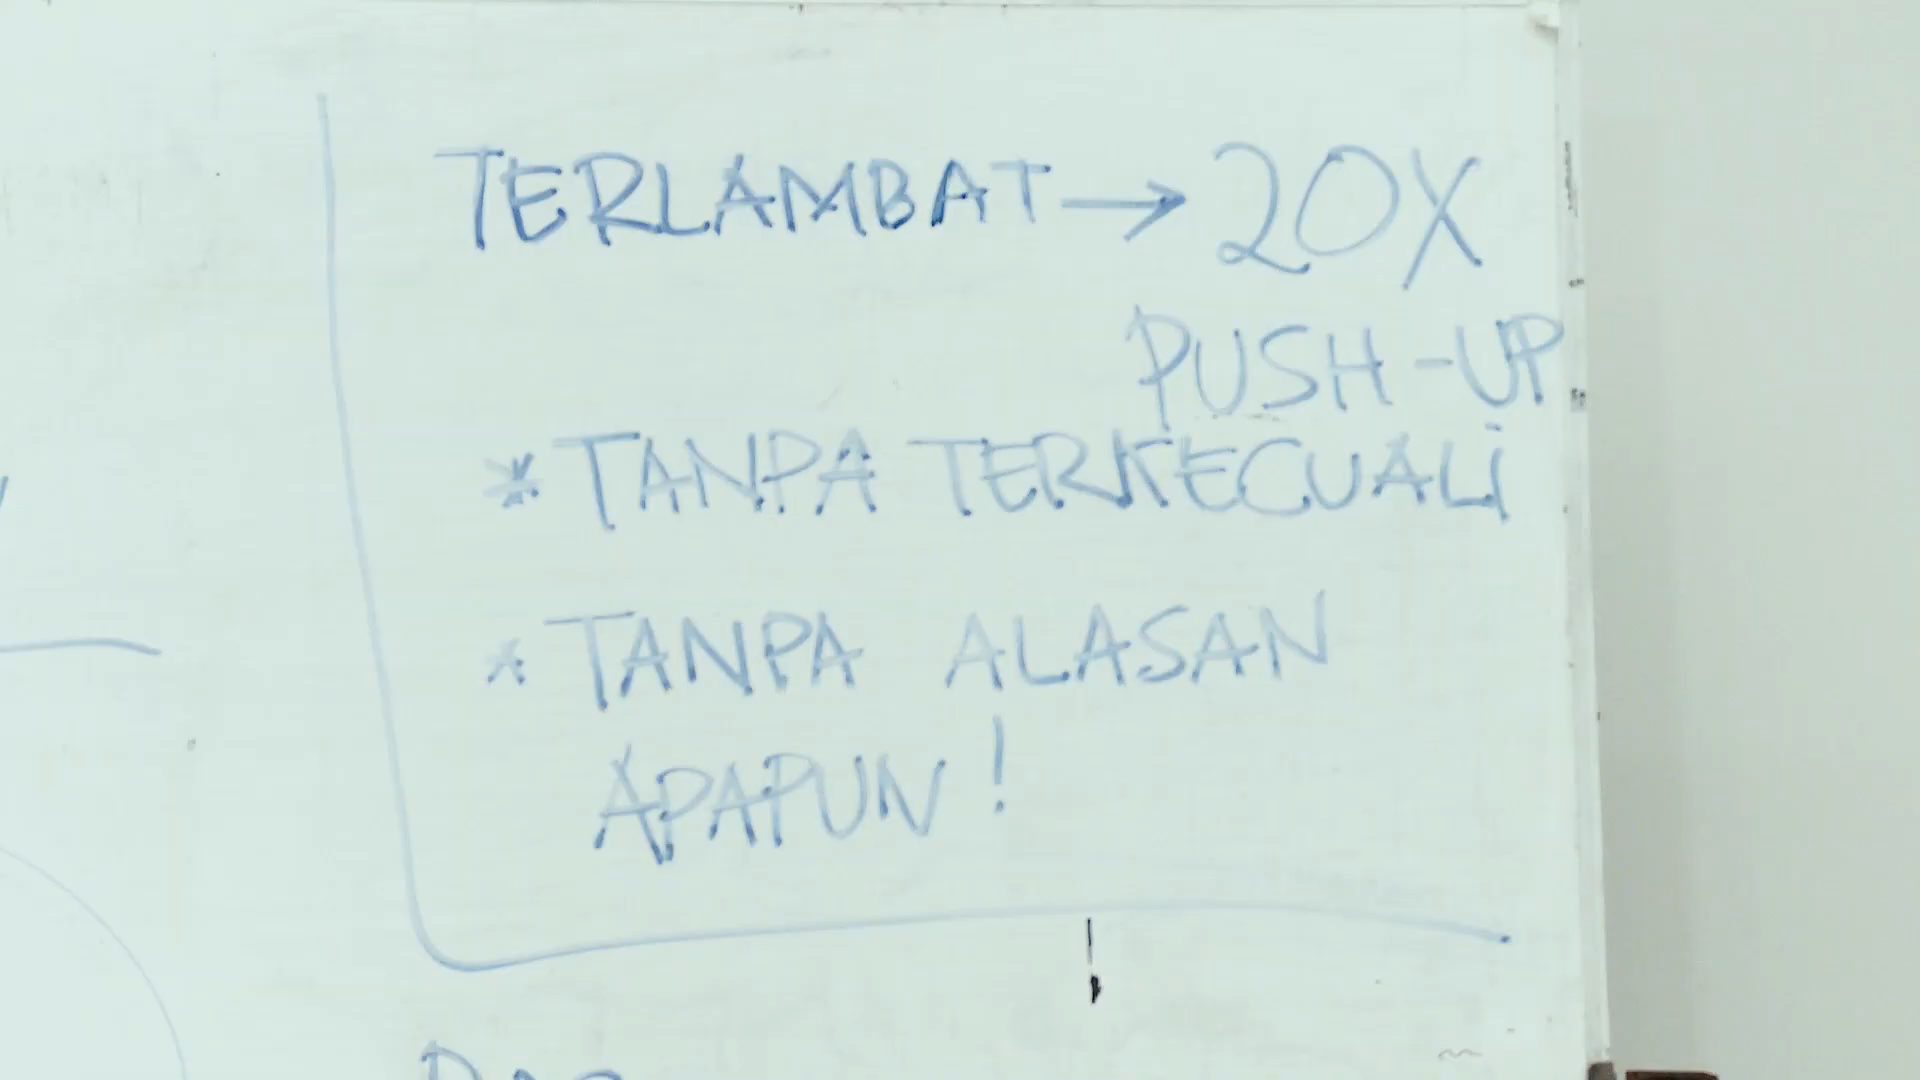 TERLAMBAT → 20X
PUSH-UP
* TANPA TERKECUALI
* TANPA ALASAN
APAPUN!